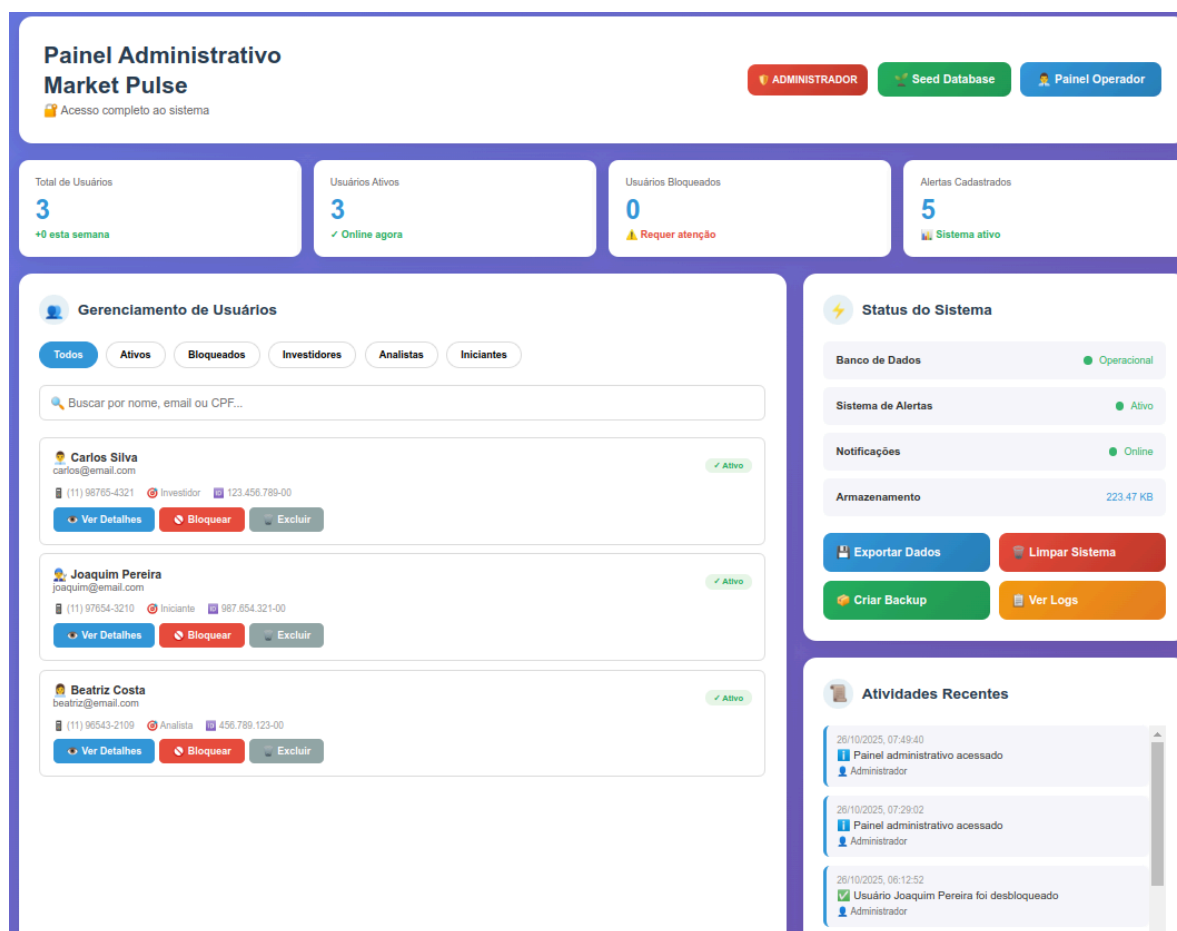 Painel Administrativo
Market Pulse
🔐 Acesso completo ao sistema
🛡️ ADMINISTRADOR
🌱 Seed Database
👨‍💼 Painel Operador
Total de Usuários
3
+0 esta semana
Usuários Ativos
3
✓ Online agora
Usuários Bloqueados
0
⚠️ Requer atenção
Alertas Cadastrados
5
📊 Sistema ativo
👥 Gerenciamento de Usuários
Todos Ativos Bloqueados Investidores Analistas Iniciantes
🔍 Buscar por nome, email ou CPF...
👨‍💼 Carlos Silva
carlos@email.com
✓ Ativo
📱 (11) 98765-4321 🎯 Investidor 🆔 123.456.789-00
👁️ Ver Detalhes 🚫 Bloquear 🗑️ Excluir
👨‍🔧 Joaquim Pereira
joaquim@email.com
✓ Ativo
📱 (11) 97654-3210 🎯 Iniciante 🆔 987.654.321-00
👁️ Ver Detalhes 🚫 Bloquear 🗑️ Excluir
👩‍💼 Beatriz Costa
beatriz@email.com
✓ Ativo
📱 (11) 96543-2109 🎯 Analista 🆔 456.789.123-00
👁️ Ver Detalhes 🚫 Bloquear 🗑️ Excluir
⚡ Status do Sistema
Banco de Dados Operacional
Sistema de Alertas Ativo
Notificações Online
Armazenamento 223.47 KB
💾 Exportar Dados 🗑️ Limpar Sistema
📦 Criar Backup 📋 Ver Logs
📜 Atividades Recentes
26/10/2025, 07:49:40
ℹ️ Painel administrativo acessado
👤 Administrador
26/10/2025, 07:29:02
ℹ️ Painel administrativo acessado
👤 Administrador
26/10/2025, 06:12:52
✅ Usuário Joaquim Pereira foi desbloqueado
👤 Administrador